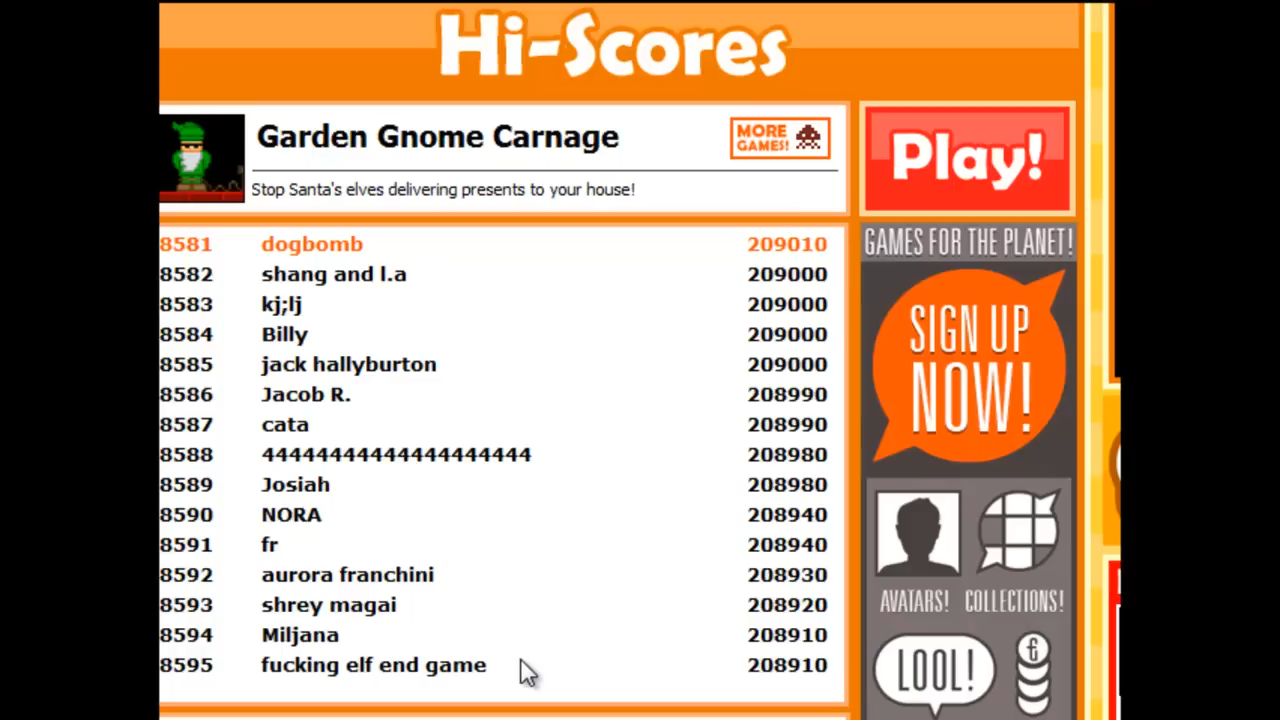 Hi-Scores
Garden Gnome Carnage
MORE
GAMES!
Play!
Stop Santa's elves delivering presents to your house!
8581 dogbomb 209010
8582 shang and l.a 209000
8583 kj;lj 209000
8584 Billy 209000
8585 jack hallyburton 209000
8586 Jacob R. 208990
8587 cata 208990
8588 44444444444444444444 208980
8589 Josiah 208980
8590 NORA 208940
8591 fr 208940
8592 aurora franchini 208930
8593 shrey magai 208920
8594 Miljana 208910
8595 fucking elf end game 208910
GAMES FOR THE PLANET!
SIGN UP
NOW!
AVATARS! COLLECTIONS!
LOOL!